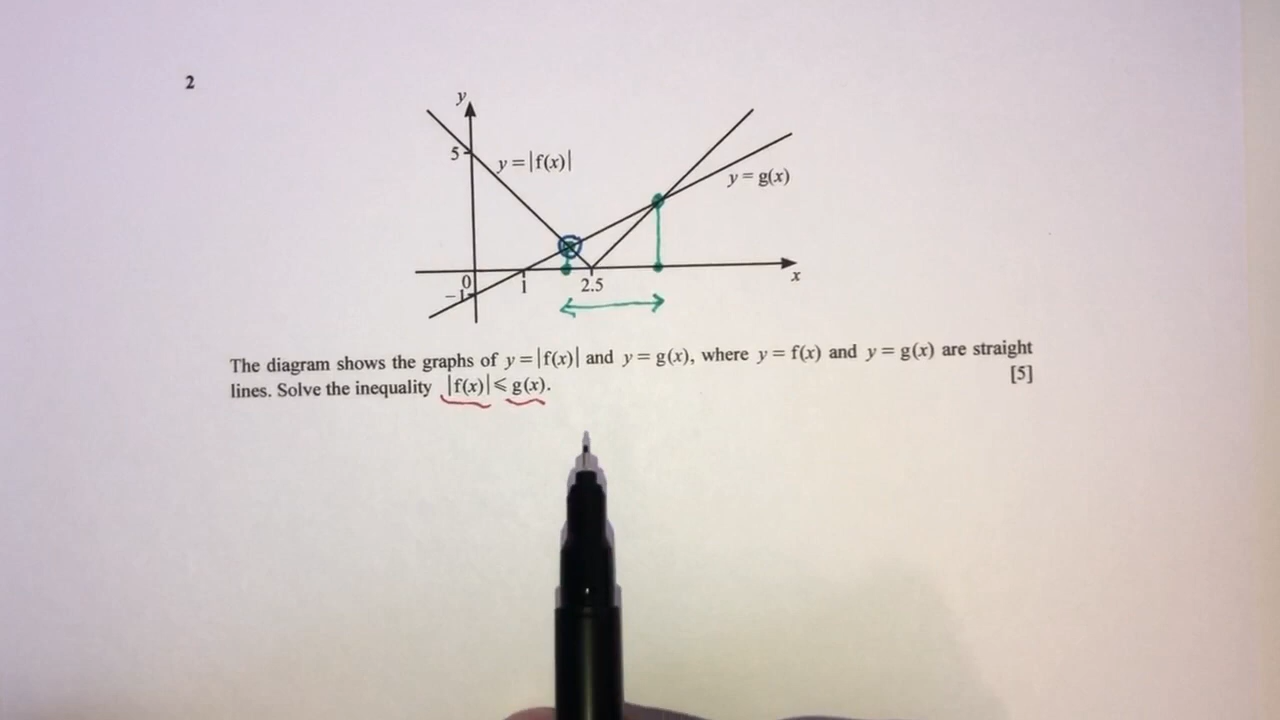 2
y
5
y = |f(x)|
y = g(x)
0
−1
1
2.5
x
The diagram shows the graphs of y = |f(x)| and y = g(x), where y = f(x) and y = g(x) are straight
lines. Solve the inequality |f(x)| ⩽ g(x).
[5]